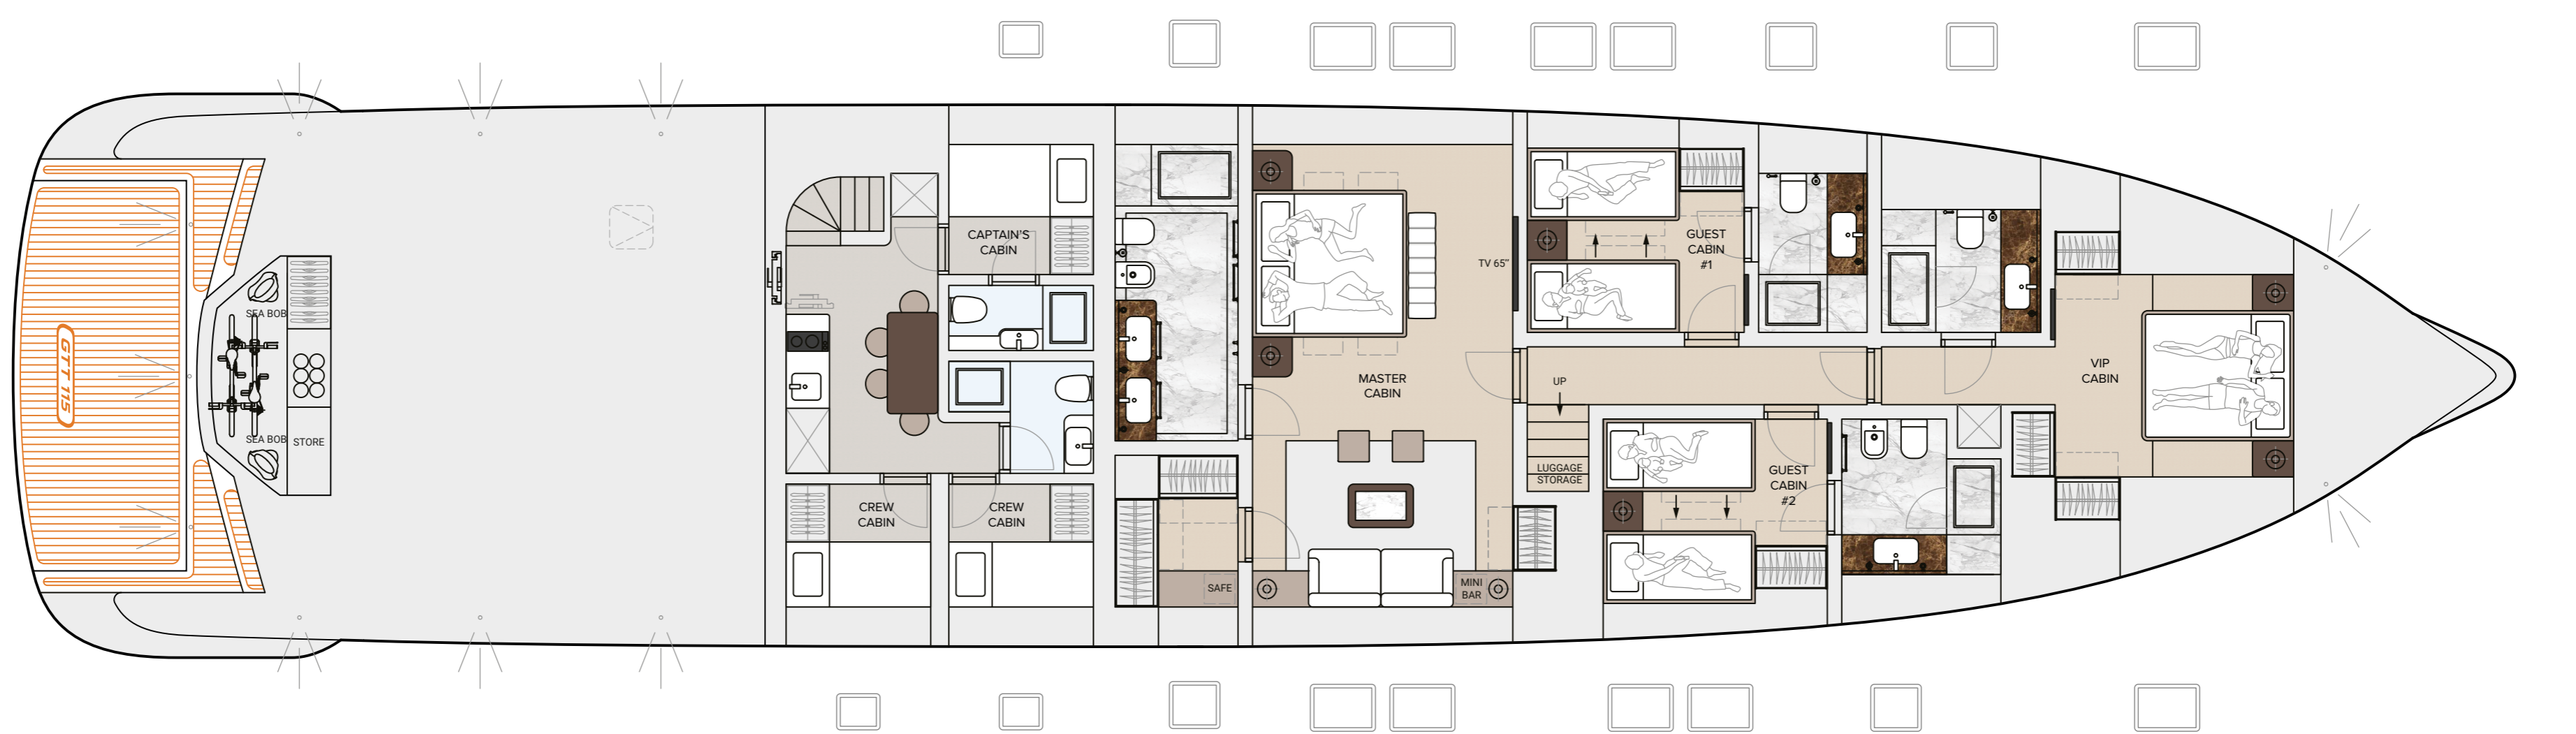 GTT 115
SEA BOB
SEA BOB
STORE
CAPTAIN'S
CABIN
CREW
CABIN
CREW
CABIN
SAFE
MASTER
CABIN
TV 65"
MINI
BAR
UP
LUGGAGE
STORAGE
GUEST
CABIN
#1
GUEST
CABIN
#2
VIP
CABIN